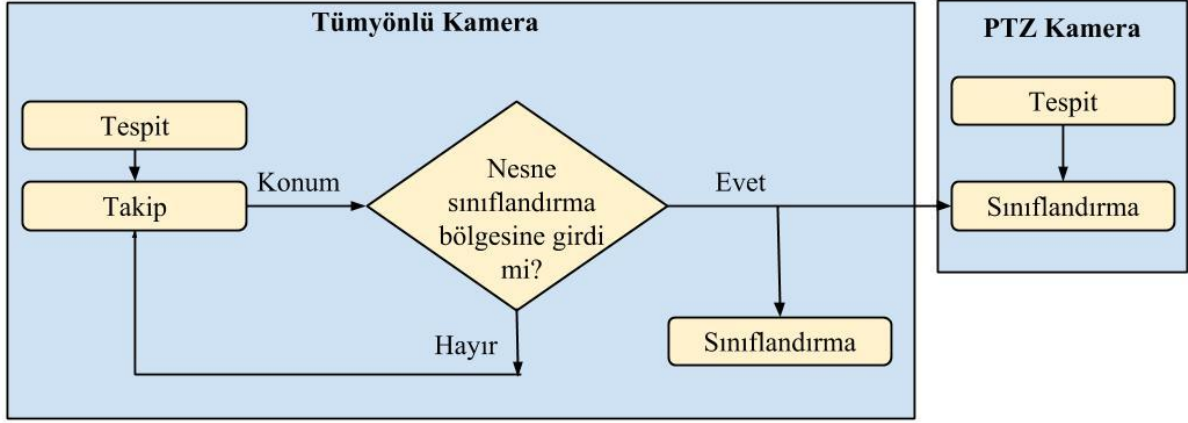 Tümyönlü Kamera
Tespit
Takip
Konum
Nesne
sınıflandırma
bölgesine girdi
mi?
Evet
Hayır
Sınıflandırma
PTZ Kamera
Tespit
Sınıflandırma